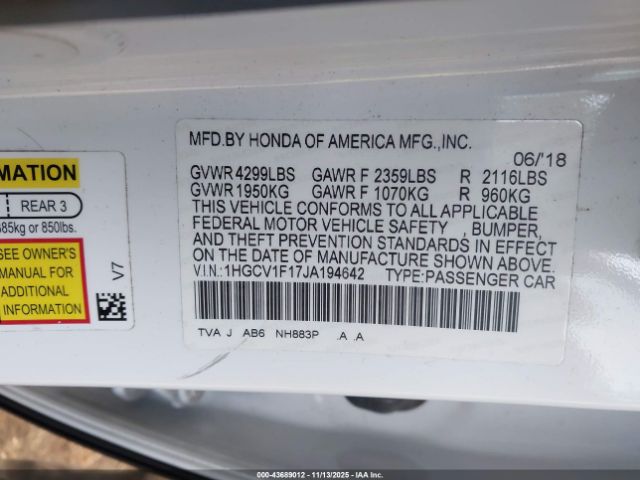 MATION
REAR 3
385kg or 850lbs.
SEE OWNER'S
MANUAL FOR
ADDITIONAL
INFORMATION
V7
MFD.BY HONDA OF AMERICA MFG.,INC.
06/'18
GVWR 4299LBS GAWR F 2359LBS R 2116LBS
GVWR 1950KG GAWR F 1070KG R 960KG
THIS VEHICLE CONFORMS TO ALL APPLICABLE
FEDERAL MOTOR VEHICLE SAFETY , BUMPER,
AND THEFT PREVENTION STANDARDS IN EFFECT
ON THE DATE OF MANUFACTURE SHOWN ABOVE.
V.I.N.:1HGCV1F17JA194642 TYPE:PASSENGER CAR
TVA J AB6 NH883P .A .A
000-43689012 - 11/13/2025 - IAA Inc.